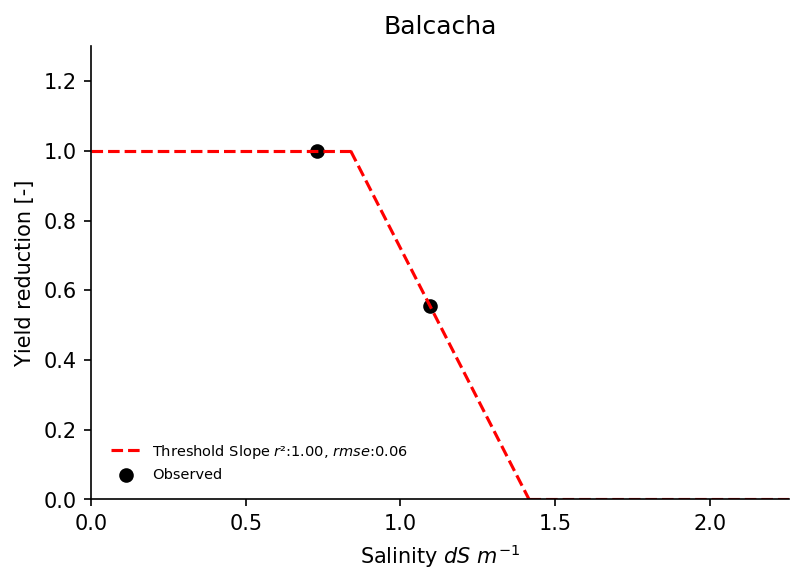 Balcacha
Yield reduction [-]
1.2
1.0
0.8
0.6
0.4
0.2
0.0
Threshold Slope r²:1.00, rmse:0.06
Observed
0.0 0.5 1.0 1.5 2.0
Salinity dS m⁻¹